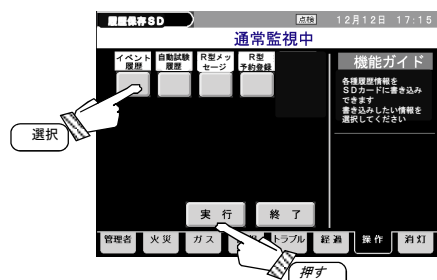 履歴保存SD
点検
12月12日 17:15
通常監視中
イベント
履歴
自動試験
履歴
R型メッ
セージ
R型
予約登録
機能ガイド
各種履歴情報を
SDカードに書き込み
できます
書き込みしたい情報を
選択してください
選択
実 行
終 了
管理者
火 災
ガ ス
トラブル
経 過
操 作
消 灯
押す